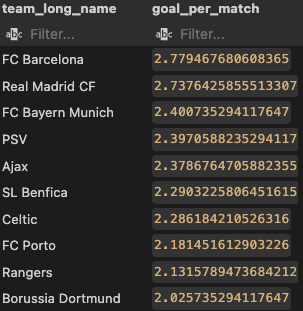 team_long_name goal_per_match
abc Filter... abc Filter...
FC Barcelona 2.779467680608365
Real Madrid CF 2.7376425855513307
FC Bayern Munich 2.400735294117647
PSV 2.3970588235294117
Ajax 2.3786764705882355
SL Benfica 2.2903225806451615
Celtic 2.286184210526316
FC Porto 2.181451612903226
Rangers 2.1315789473684212
Borussia Dortmund 2.025735294117647